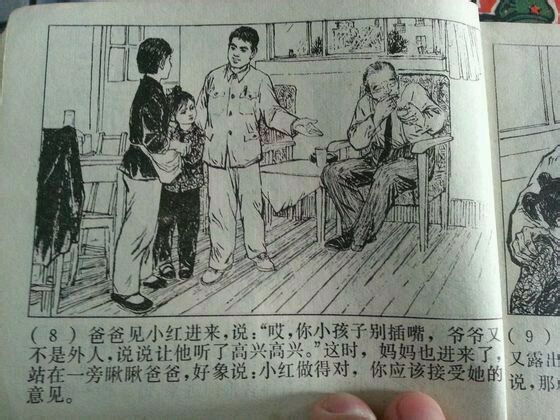 （8）爸爸见小红进来，说：“哎，你小孩子别插嘴，爷爷又
不是外人，说说让他听了高兴高兴。”这时，妈妈也进来了，
站在一旁瞅瞅爸爸，好象说：小红做得对，你应该接受她的
意见。
（9）
又露出
说，那